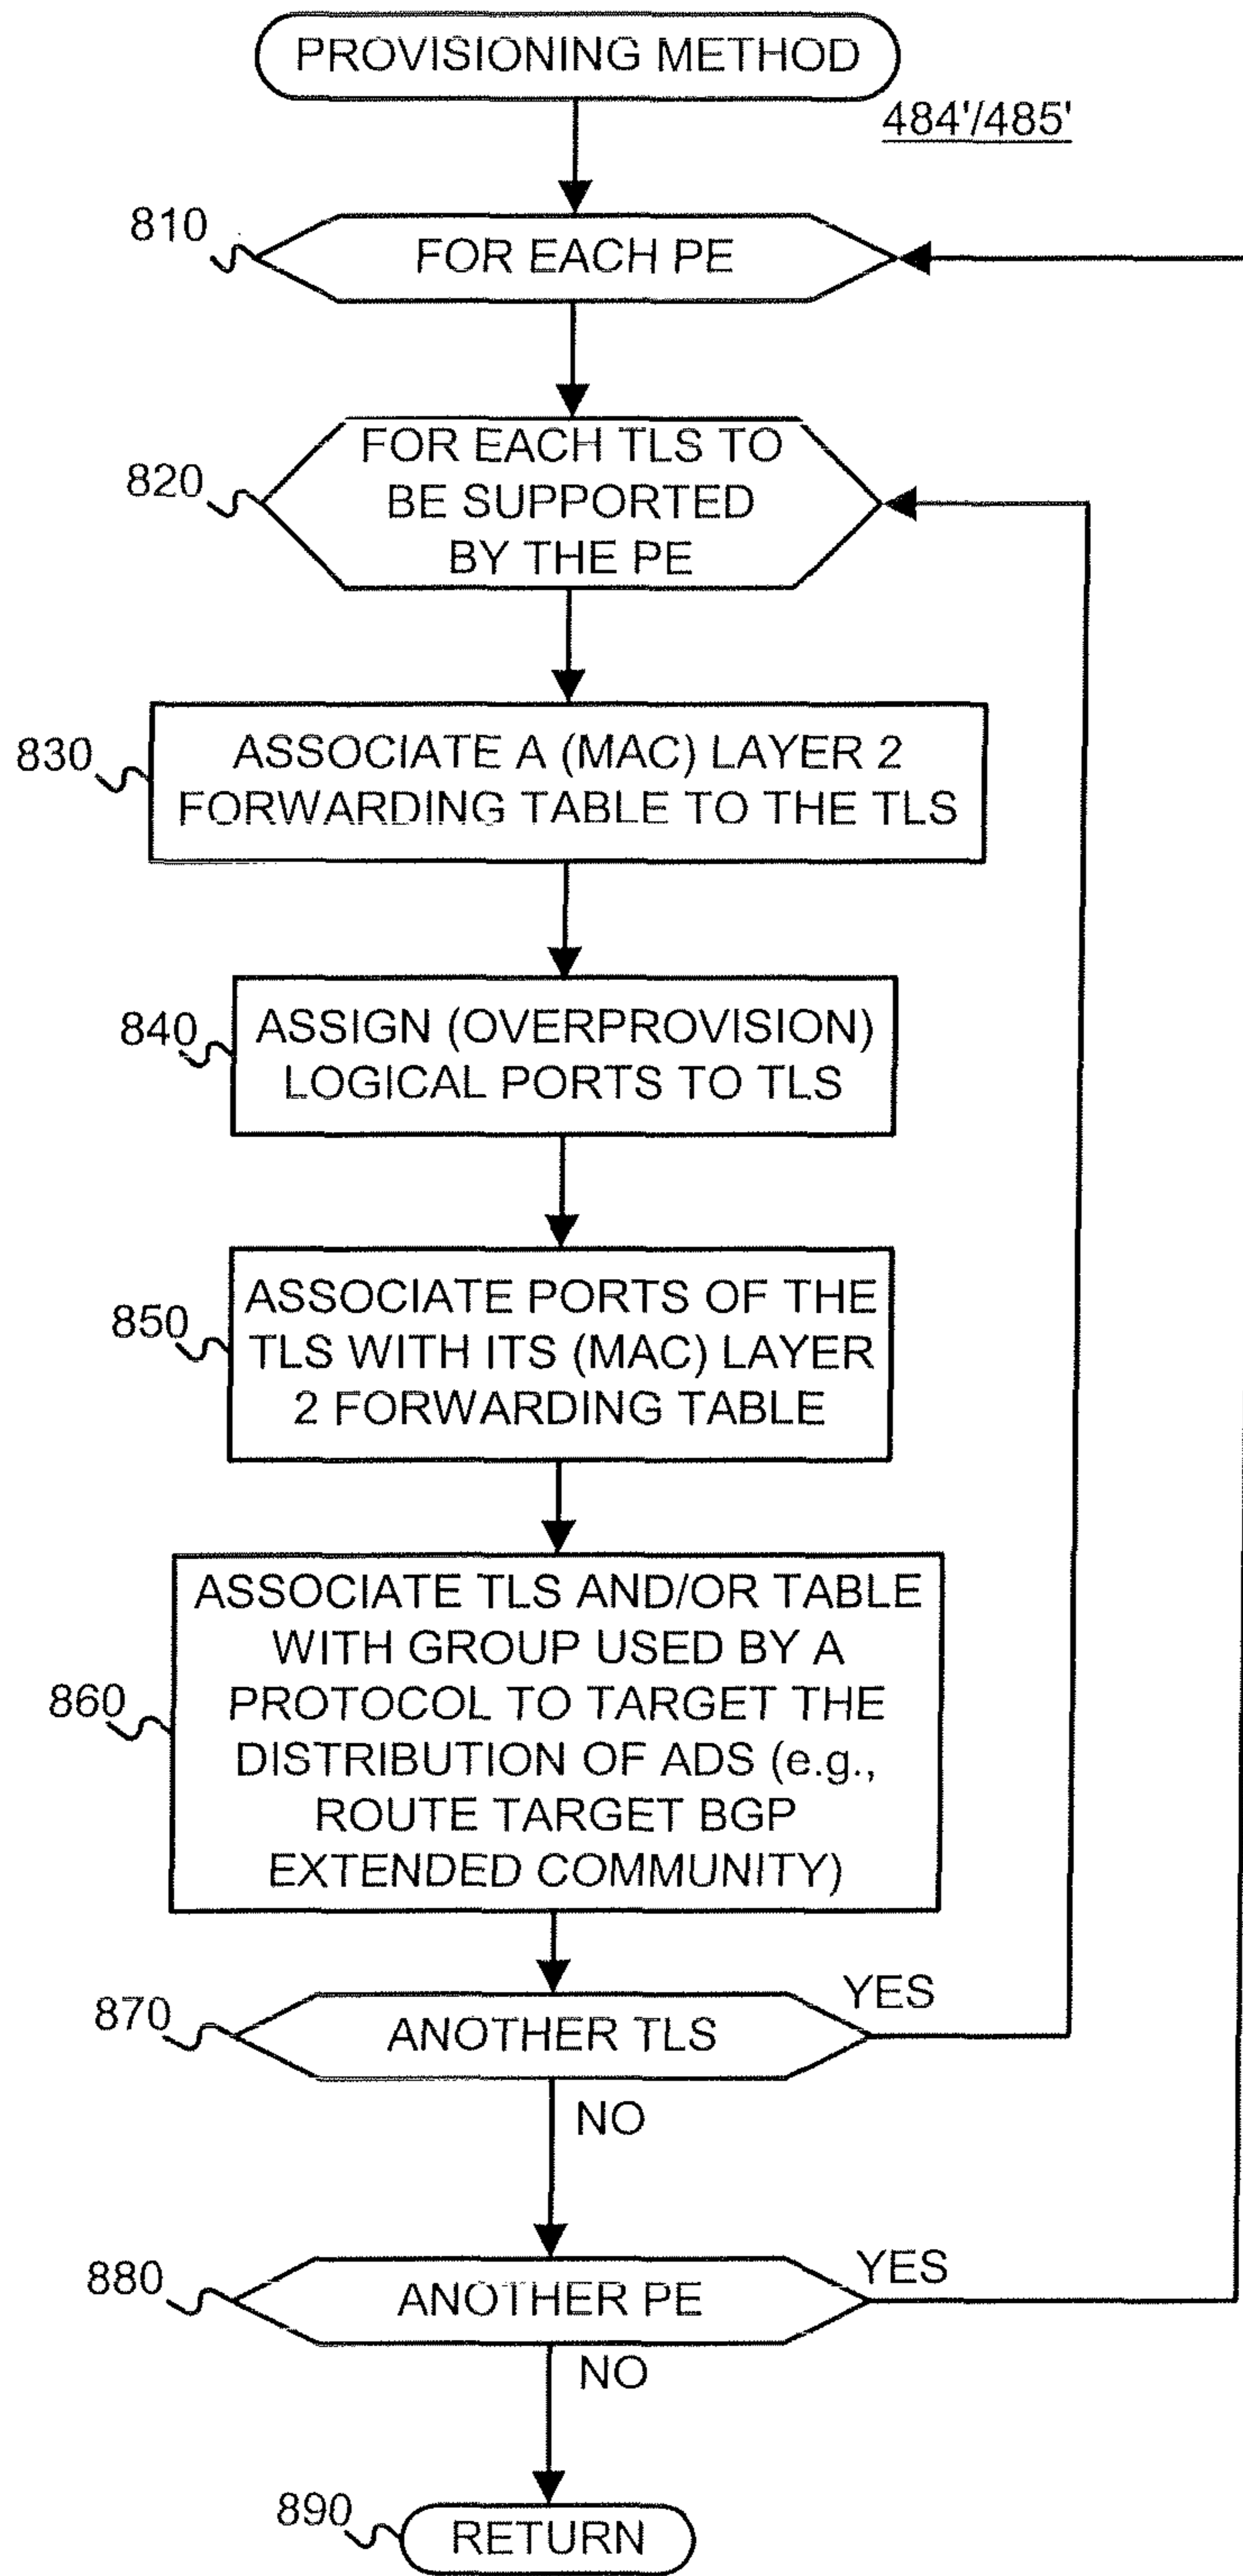 PROVISIONING METHOD
484'/485'
810
FOR EACH PE
820
FOR EACH TLS TO
BE SUPPORTED
BY THE PE
830
ASSOCIATE A (MAC) LAYER 2
FORWARDING TABLE TO THE TLS
840
ASSIGN (OVERPROVISION)
LOGICAL PORTS TO TLS
850
ASSOCIATE PORTS OF THE
TLS WITH ITS (MAC) LAYER
2 FORWARDING TABLE
860
ASSOCIATE TLS AND/OR TABLE
WITH GROUP USED BY A
PROTOCOL TO TARGET THE
DISTRIBUTION OF ADS (e.g.,
ROUTE TARGET BGP
EXTENDED COMMUNITY)
870
ANOTHER TLS
YES
NO
880
ANOTHER PE
YES
NO
890
RETURN